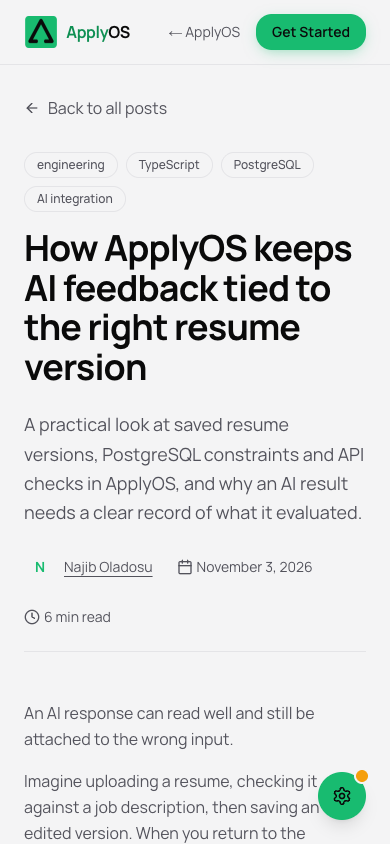 ApplyOS
← ApplyOS
Get Started
← Back to all posts
engineering
TypeScript
PostgreSQL
AI integration
How ApplyOS keeps
AI feedback tied to
the right resume
version
A practical look at saved resume
versions, PostgreSQL constraints and API
checks in ApplyOS, and why an AI result
needs a clear record of what it evaluated.
N
Najib Oladosu
November 3, 2026
6 min read
An AI response can read well and still be
attached to the wrong input.
Imagine uploading a resume, checking it
against a job description, then saving an
edited version. When you return to the